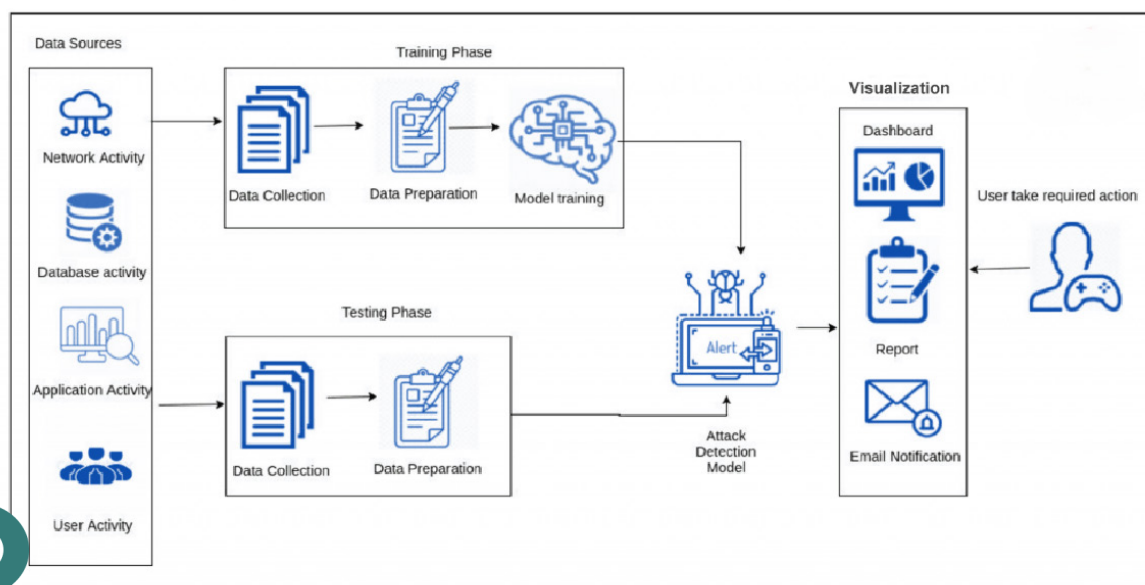 Data Sources
Network Activity
Database activity
Application Activity
User Activity
Training Phase
Data Collection
Data Preparation
Model training
Testing Phase
Data Collection
Data Preparation
Alert
Attack
Detection
Model
Visualization
Dashboard
Report
Email Notification
User take required action